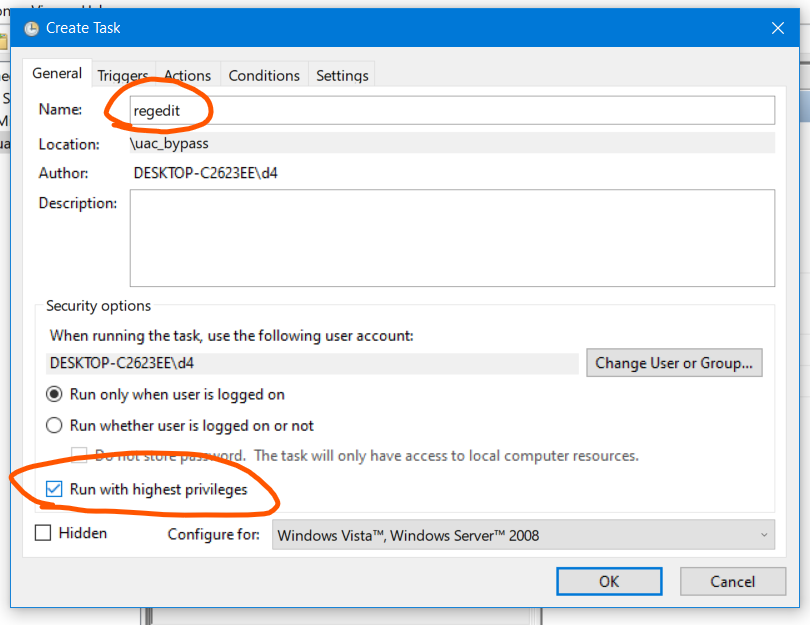 Create Task
General Triggers Actions Conditions Settings
Name: regedit
Location: \uac_bypass
Author: DESKTOP-C2623EE\d4
Description:
Security options
When running the task, use the following user account:
DESKTOP-C2623EE\d4 Change User or Group...
Run only when user is logged on
Run whether user is logged on or not
Do not store password. The task will only have access to local computer resources.
Run with highest privileges
Hidden Configure for: Windows Vista™, Windows Server™ 2008
OK Cancel